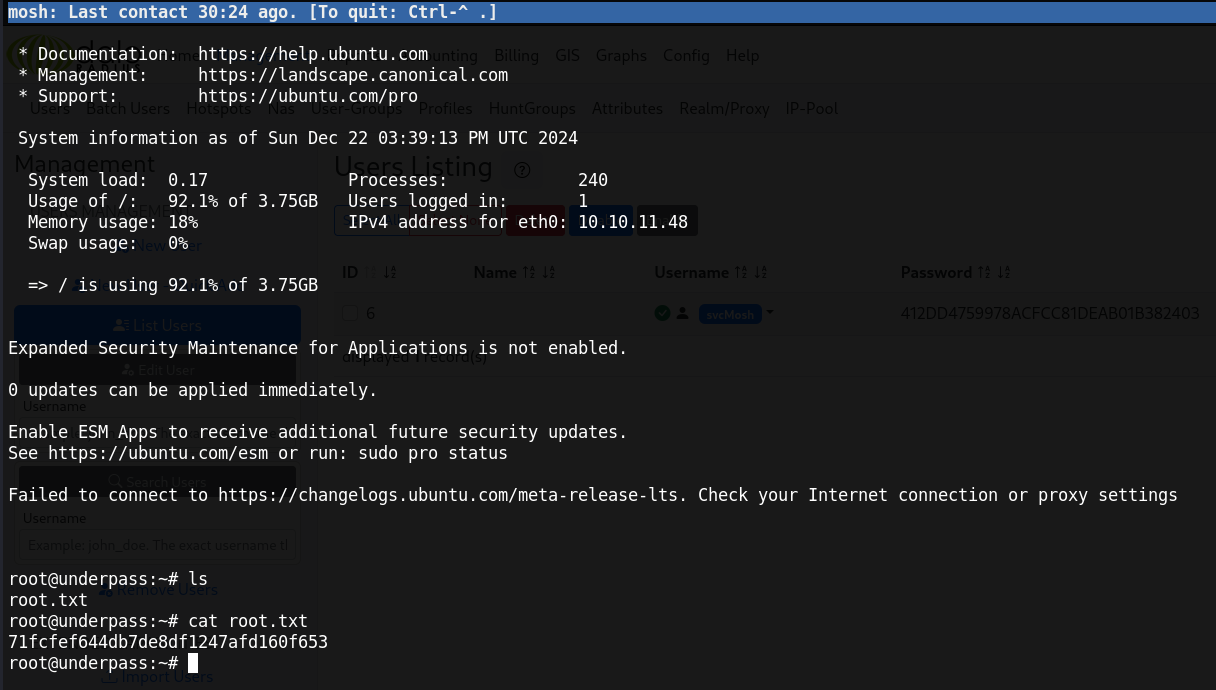 mosh: Last contact 30:24 ago. [To quit: Ctrl-^ .]
* Documentation:  https://help.ubuntu.com
* Management:     https://landscape.canonical.com
* Support:        https://ubuntu.com/pro
System information as of Sun Dec 22 03:39:13 PM UTC 2024
System load:  0.17    Processes:             240
Usage of /:   92.1% of 3.75GB   Users logged in:       1
Memory usage: 18%    IPv4 address for eth0: 10.10.11.48
Swap usage:   0%
=> / is using 92.1% of 3.75GB
Expanded Security Maintenance for Applications is not enabled.
0 updates can be applied immediately.
Enable ESM Apps to receive additional future security updates.
See https://ubuntu.com/esm or run: sudo pro status
Failed to connect to https://changelogs.ubuntu.com/meta-release-lts. Check your Internet connection or proxy settings
root@underpass:~# ls
root.txt
root@underpass:~# cat root.txt
71fcfef644db7de8df1247afd160f653
root@underpass:~#
Billing GIS Graphs Config Help
Users Batch Users Hotspots Nas User-Groups Profiles HuntGroups Attributes Realm/Proxy IP-Pool
Management
Users Listing
ID Name Username Password
6 svcMosh 412DD4759978ACFCC81DEAB01B382403
New User
List Users
Edit User
Username
Search Users
Username
Example: john_doe. The exact username
Remove Users
Import Users